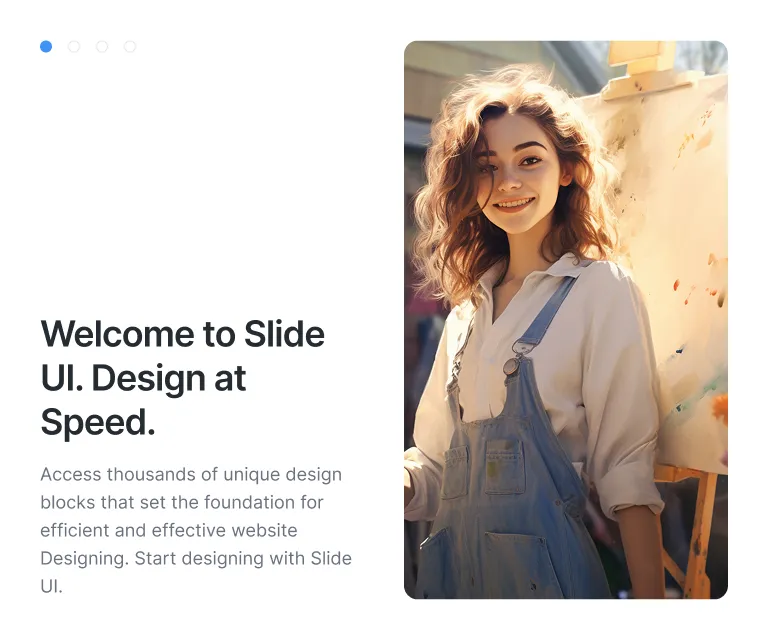 Welcome to Slide
UI. Design at
Speed.
Access thousands of unique design
blocks that set the foundation for
efficient and effective website
Designing. Start designing with Slide
UI.